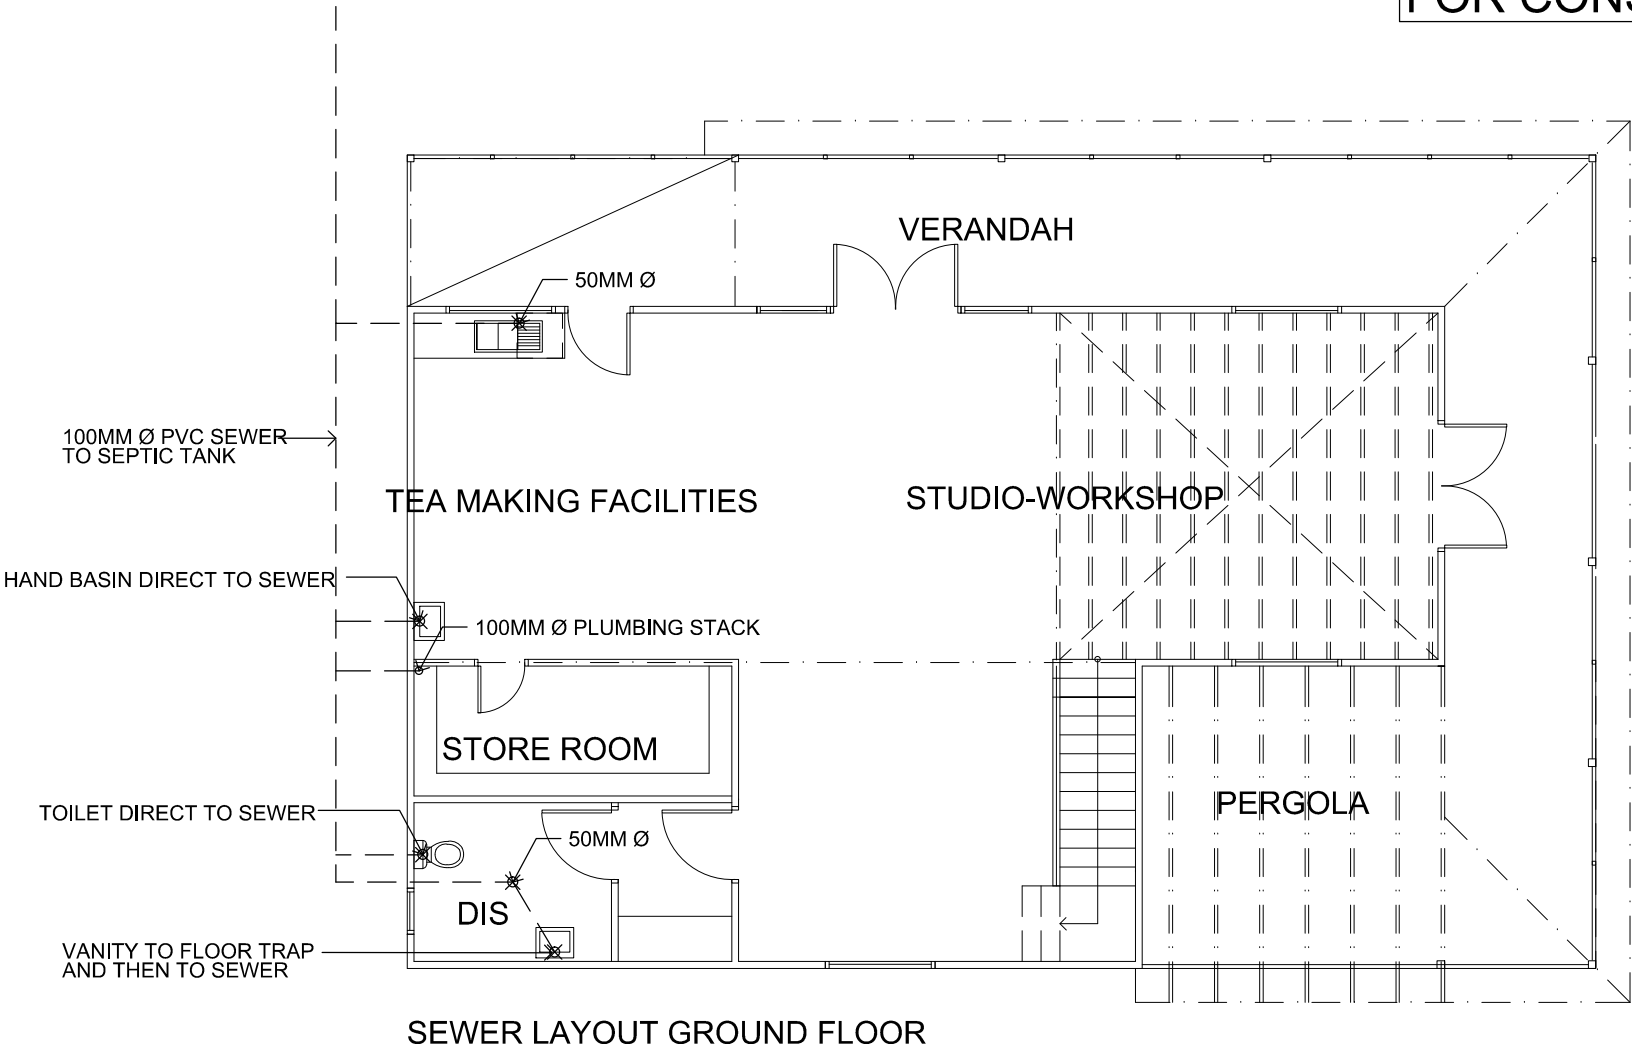 VERANDAH
50MM Ø
100MM Ø PVC SEWER
TO SEPTIC TANK
TEA MAKING FACILITIES
STUDIO-WORKSHOP
HAND BASIN DIRECT TO SEWER
100MM Ø PLUMBING STACK
STORE ROOM
TOILET DIRECT TO SEWER
PERGOLA
50MM Ø
DIS
VANITY TO FLOOR TRAP
AND THEN TO SEWER
SEWER LAYOUT GROUND FLOOR